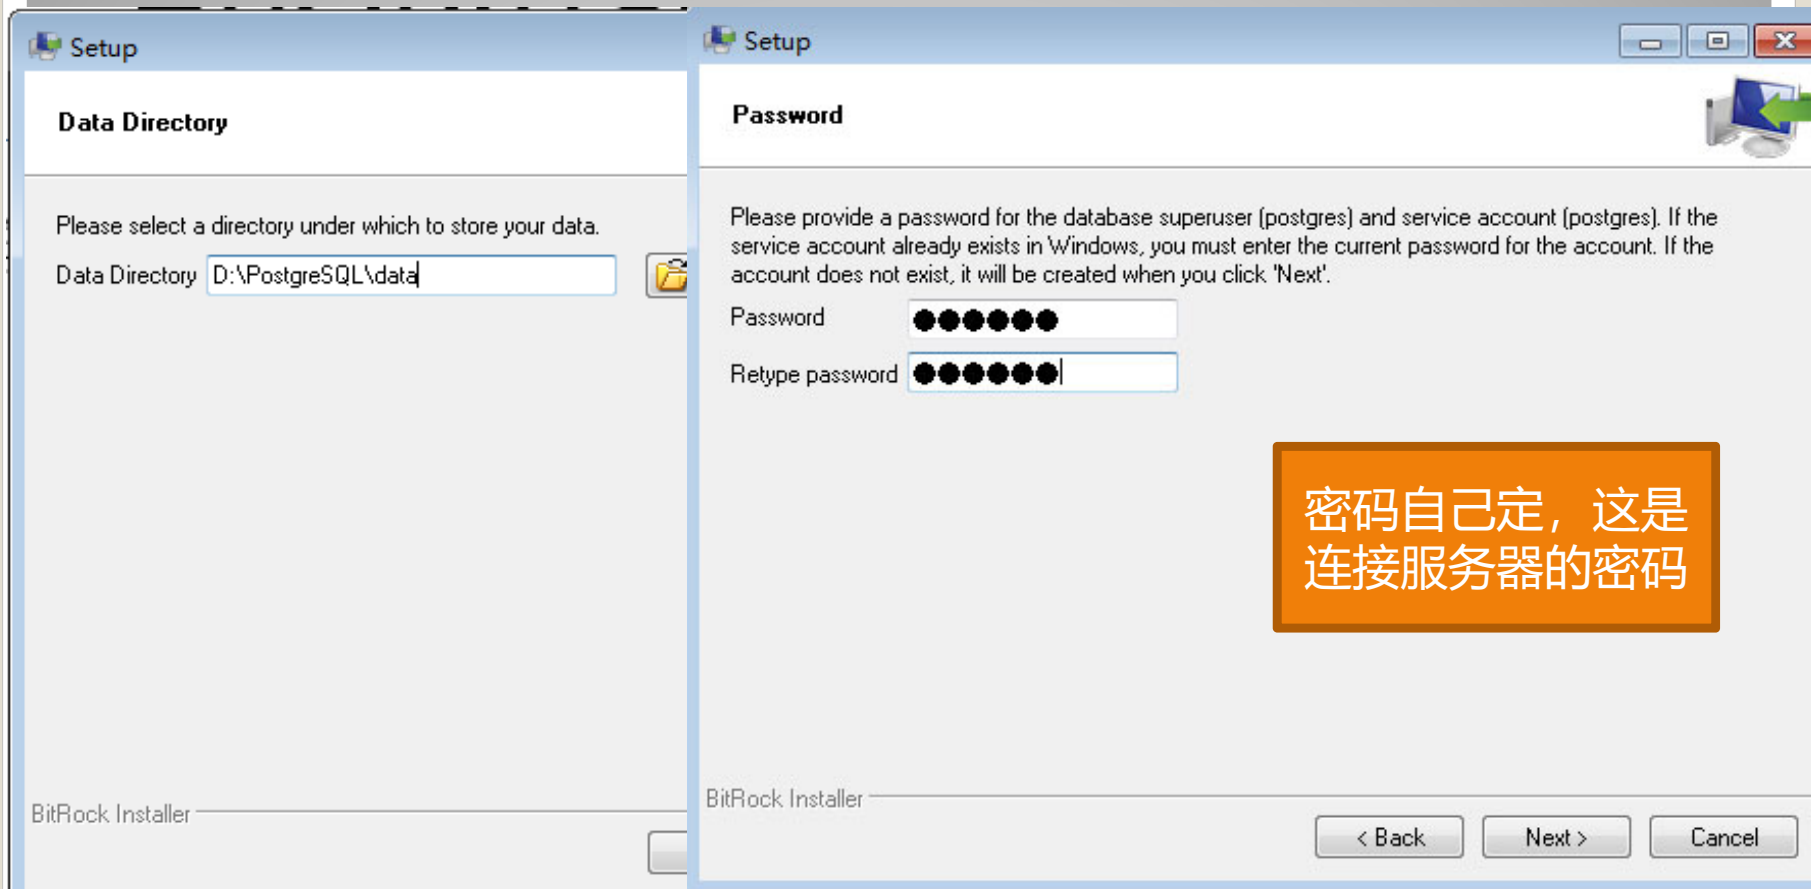 Setup
Data Directory
Please select a directory under which to store your data.
Data Directory D:\PostgreSQL\data
BitRock Installer
Setup
Password
Please provide a password for the database superuser (postgres) and service account (postgres). If the
service account already exists in Windows, you must enter the current password for the account. If the
account does not exist, it will be created when you click 'Next'.
Password ●●●●●●
Retype password ●●●●●●
密码自己定，这是
连接服务器的密码
BitRock Installer
< Back Next > Cancel